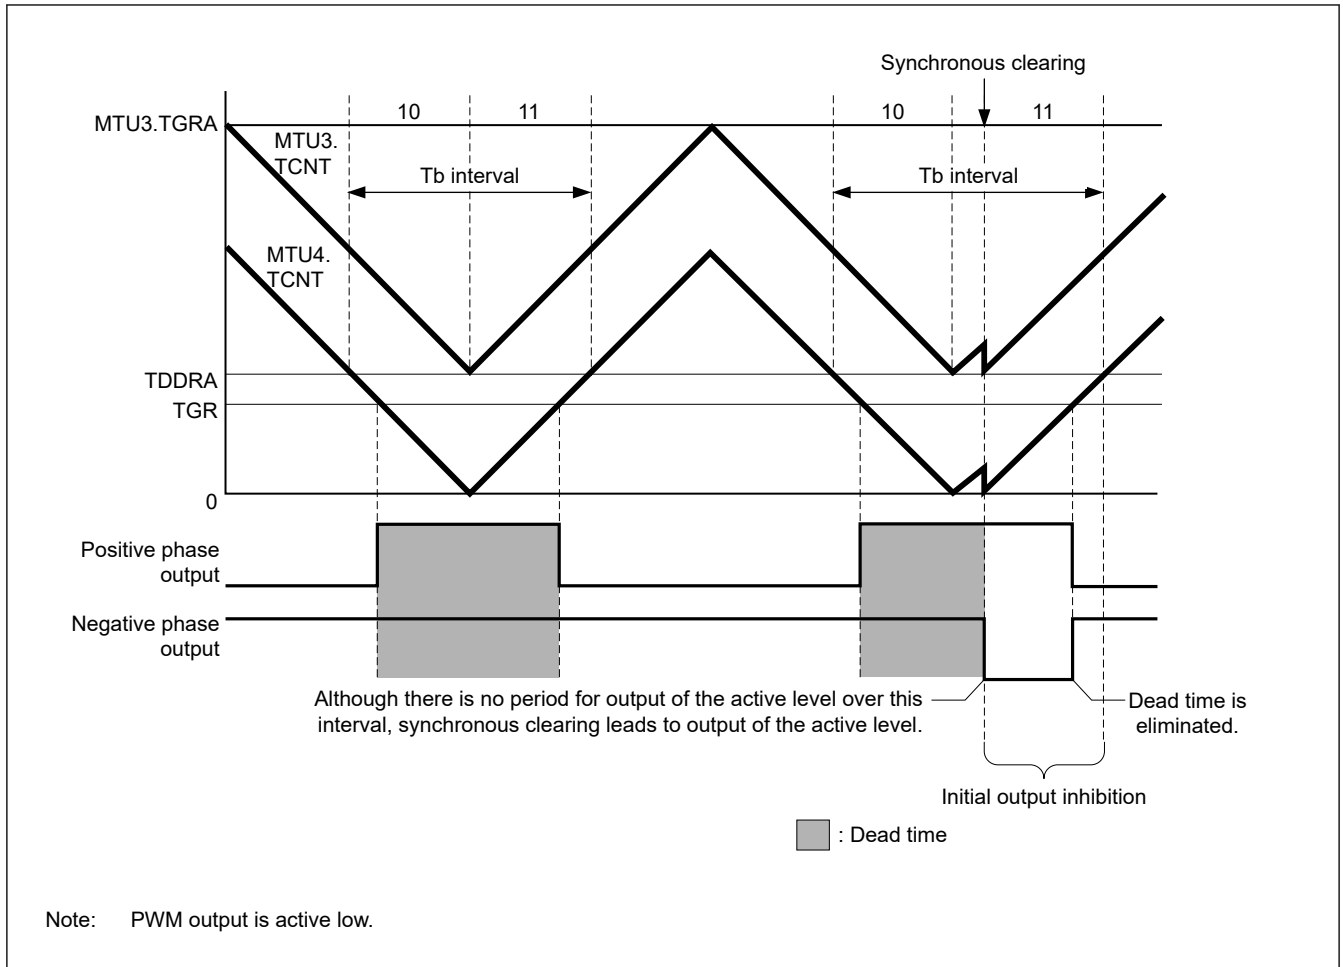 Synchronous clearing
10
11
10
11
MTU3.TGRA
MTU3.
TCNT
Tb interval
Tb interval
MTU4.
TCNT
TDDRA
TGR
0
Positive phase
output
Negative phase
output
Although there is no period for output of the active level over this
interval, synchronous clearing leads to output of the active level.
Dead time is
eliminated.
Initial output inhibition
: Dead time
Note: PWM output is active low.